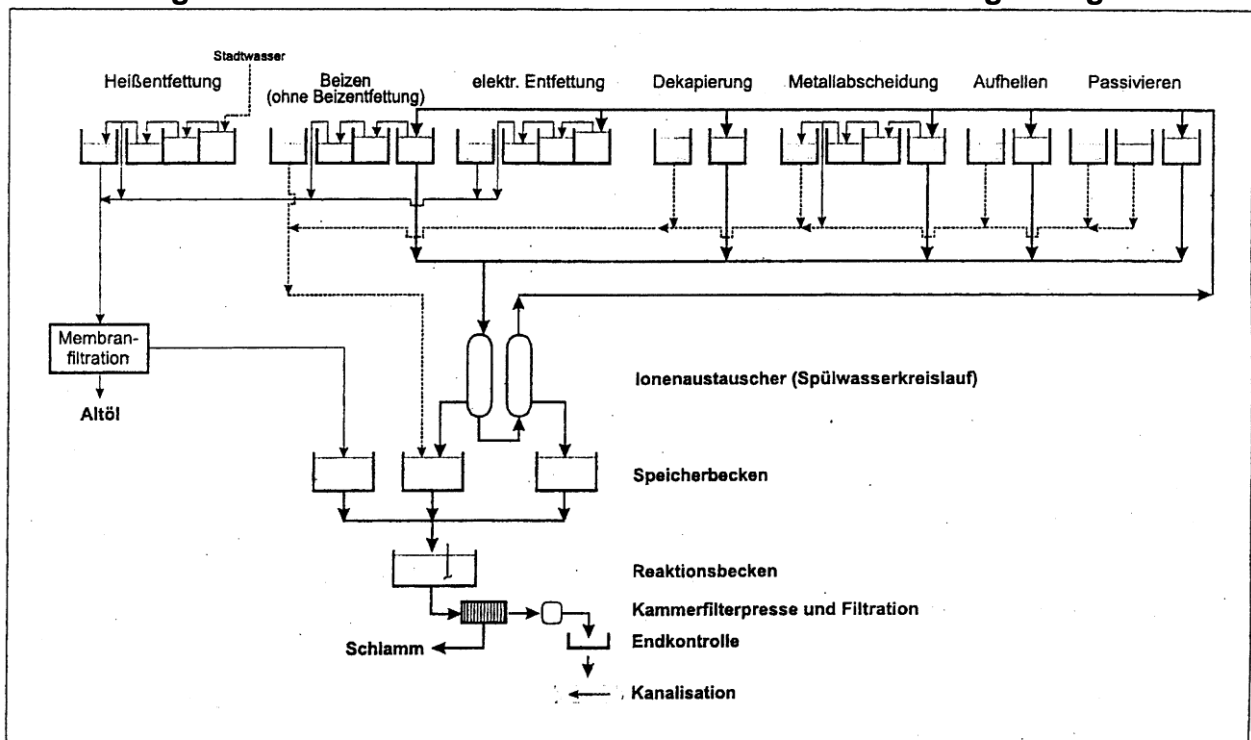 Stadtwasser
Heißentfettung
Beizen
(ohne Beizentfettung)
elektr. Entfettung
Dekapierung
Metallabscheidung
Aufhellen
Passivieren
Membran-
filtration
Altöl
Ionenaustauscher (Spülwasserkreislauf)
Speicherbecken
Reaktionsbecken
Kammerfilterpresse und Filtration
Schlamm
Endkontrolle
Kanalisation